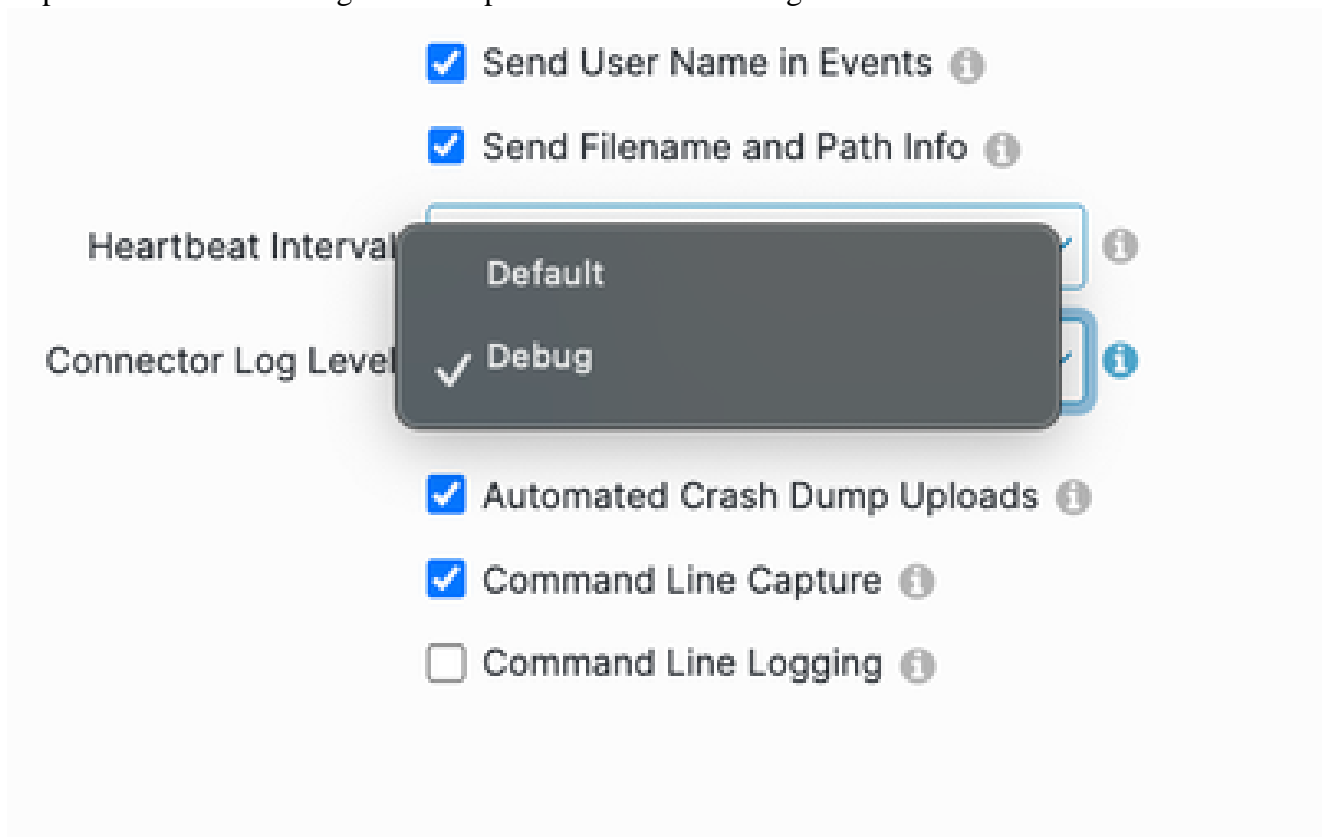 Send User Name in Events
Send Filename and Path Info
Heartbeat Interval
Default
Connector Log Level
Debug
Automated Crash Dump Uploads
Command Line Capture
Command Line Logging